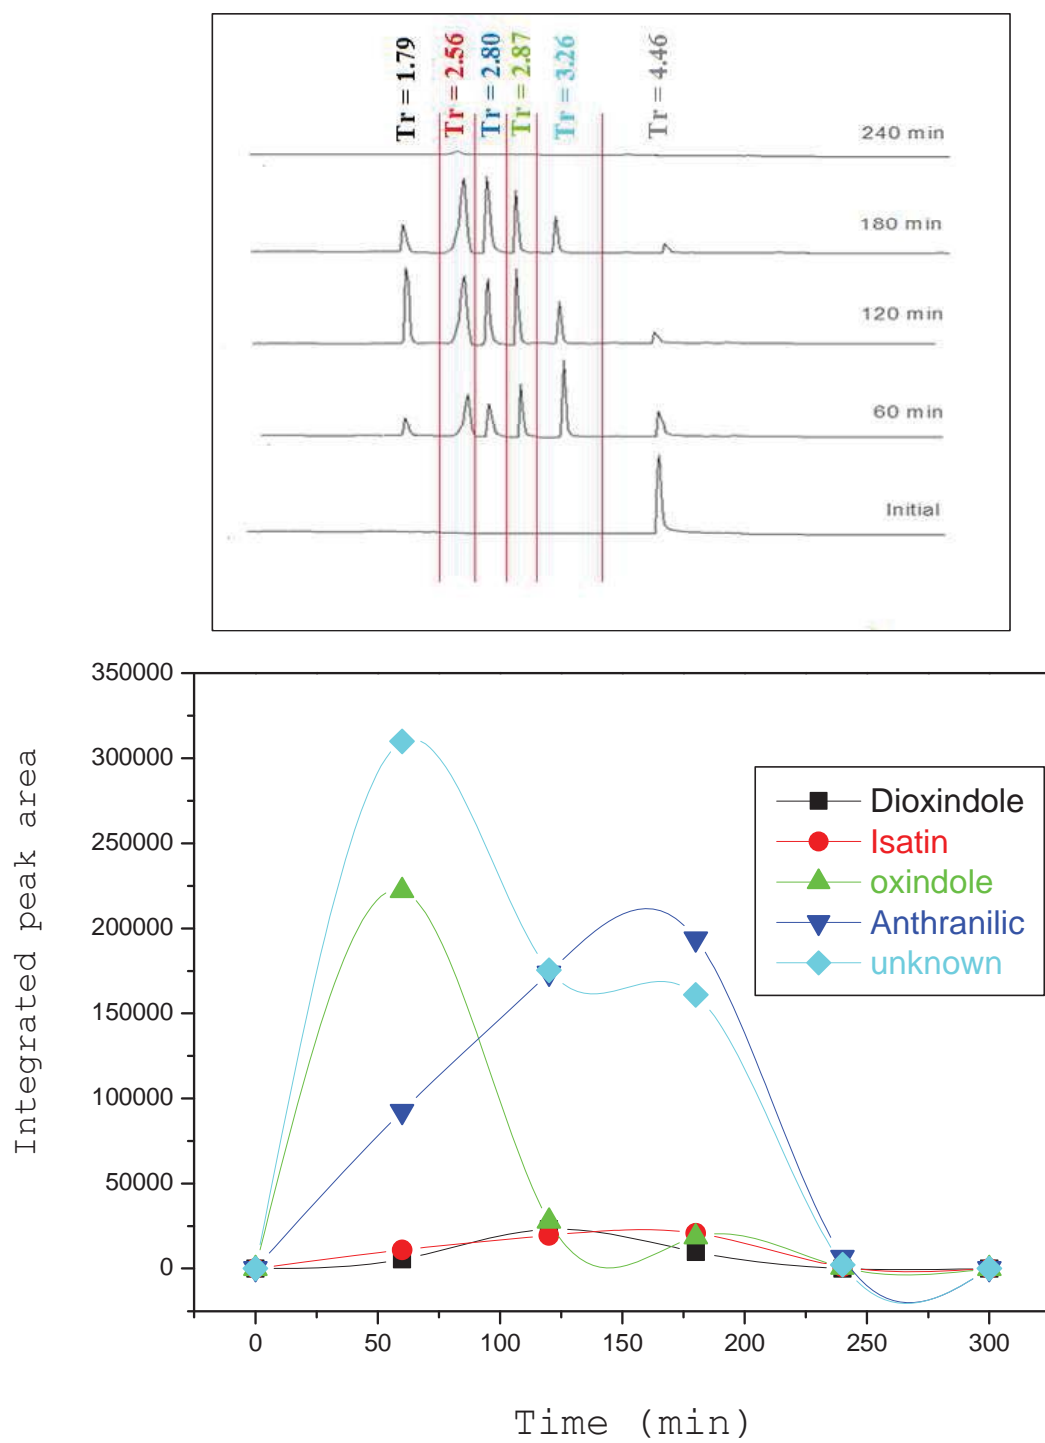 Tr = 1.79
Tr = 2.56
Tr = 2.80
Tr = 2.87
Tr = 3.26
Tr = 4.46
240 min
180 min
120 min
60 min
Initial
350000
300000
250000
200000
150000
100000
50000
0
Integrated peak area
Dioxindole
Isatin
oxindole
Anthranilic
unknown
0 50 100 150 200 250 300
Time (min)